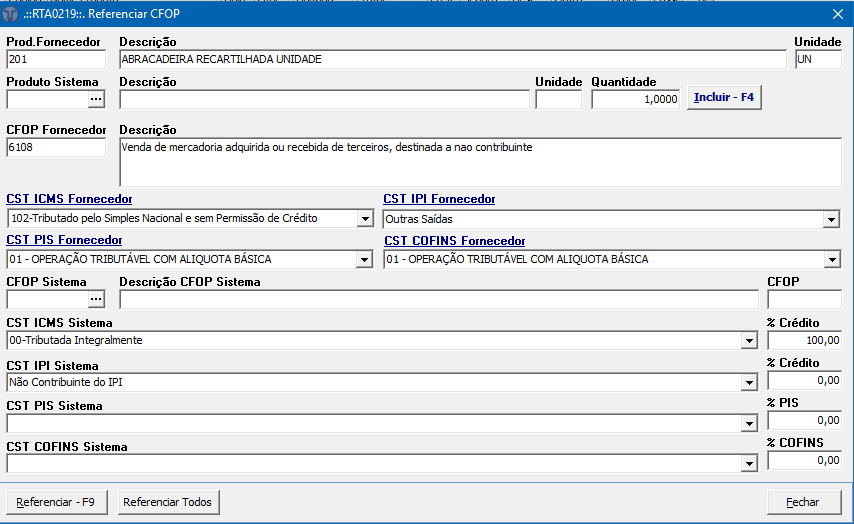 .::RTA0219::. Referenciar CFOP
Prod.Fornecedor Descrição Unidade
201 ABRACADEIRA RECARTILHADA UNIDADE UN
Produto Sistema Descrição Unidade Quantidade
... 1,0000 Incluir - F4
CFOP Fornecedor Descrição
6108 Venda de mercadoria adquirida ou recebida de terceiros, destinada a nao contribuinte
CST ICMS Fornecedor CST IPI Fornecedor
102-Tributado pelo Simples Nacional e sem Permissão de Crédito Outras Saídas
CST PIS Fornecedor CST COFINS Fornecedor
01 - OPERAÇÃO TRIBUTÁVEL COM ALIQUOTA BÁSICA 01 - OPERAÇÃO TRIBUTÁVEL COM ALIQUOTA BÁSICA
CFOP Sistema Descrição CFOP Sistema CFOP
...
CST ICMS Sistema % Crédito
00-Tributada Integralmente 100,00
CST IPI Sistema % Crédito
Não Contribuinte do IPI 0,00
CST PIS Sistema % PIS
0,00
CST COFINS Sistema % COFINS
0,00
Referenciar - F9 Referenciar Todos Fechar